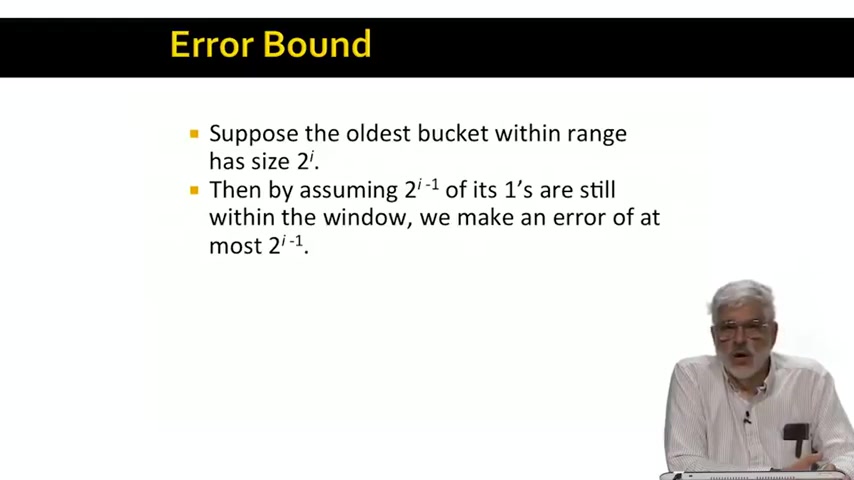 Error Bound
Suppose the oldest bucket within range
has size 2^i.
Then by assuming 2^{i-1} of its 1's are still
within the window, we make an error of at
most 2^{i-1}.